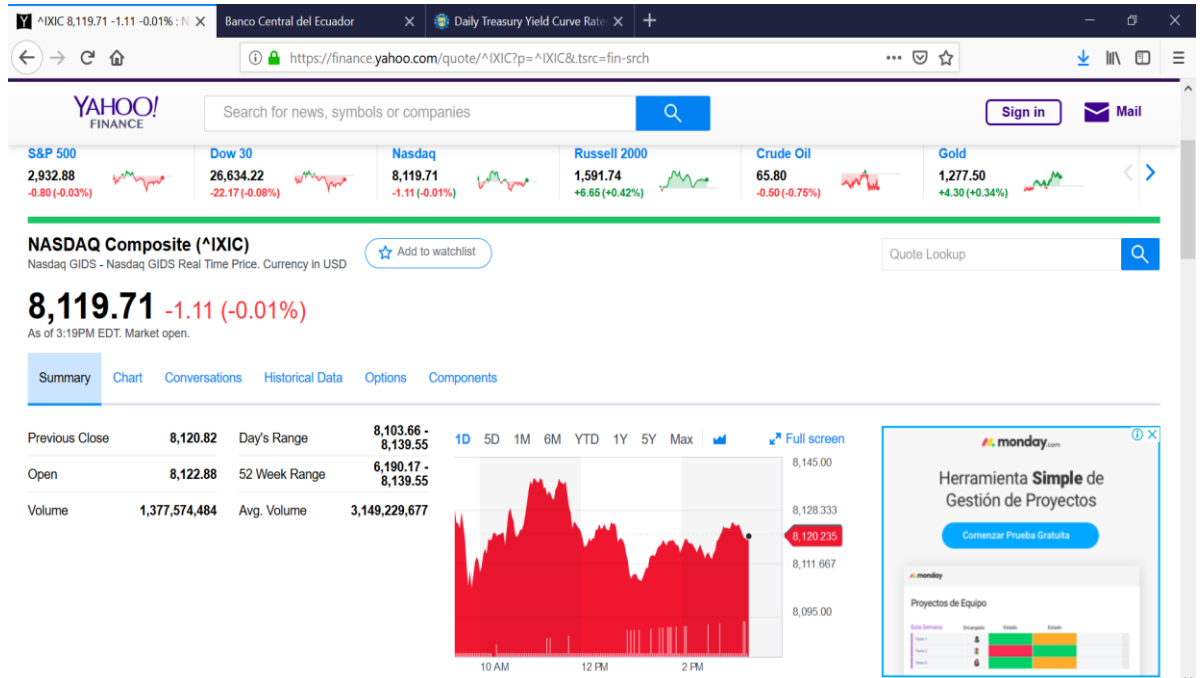 ^IXIC 8,119.71 -1.11 -0.01% : N
Banco Central del Ecuador
Daily Treasury Yield Curve Rate
https://finance.yahoo.com/quote/^IXIC?p=^IXIC&.tsrc=fin-srch
YAHOO!
FINANCE
Search for news, symbols or companies
Sign in
Mail
S&P 500 Dow 30 Nasdaq Russell 2000 Crude Oil Gold
2,932.88 26,634.22 8,119.71 1,591.74 65.80 1,277.50
-0.80 (-0.03%) -22.17 (-0.08%) -1.11 (-0.01%) +6.65 (+0.42%) -0.50 (-0.75%) +4.30 (+0.34%)
NASDAQ Composite (^IXIC)
Nasdaq GIDS - Nasdaq GIDS Real Time Price. Currency in USD
Add to watchlist
Quote Lookup
8,119.71 -1.11 (-0.01%)
As of 3:19PM EDT. Market open.
Summary Chart Conversations Historical Data Options Components
Previous Close 8,120.82
Open 8,122.88
Volume 1,377,574,484
Day's Range 8,103.66 -
8,139.55
52 Week Range 6,190.17 -
8,139.55
Avg. Volume 3,149,229,677
1D 5D 1M 6M YTD 1Y 5Y Max Full screen
8,145.00
8,128.333
8,120.235
8,111.667
8,095.00
10 AM 12 PM 2 PM
monday.com
Herramienta Simple de
Gestión de Proyectos
Comenzar Prueba Gratuita
monday
Proyectos de Equipo
Esta Semana Encargado Estado Estado
Tarea 1
Tarea 2
Tarea 3